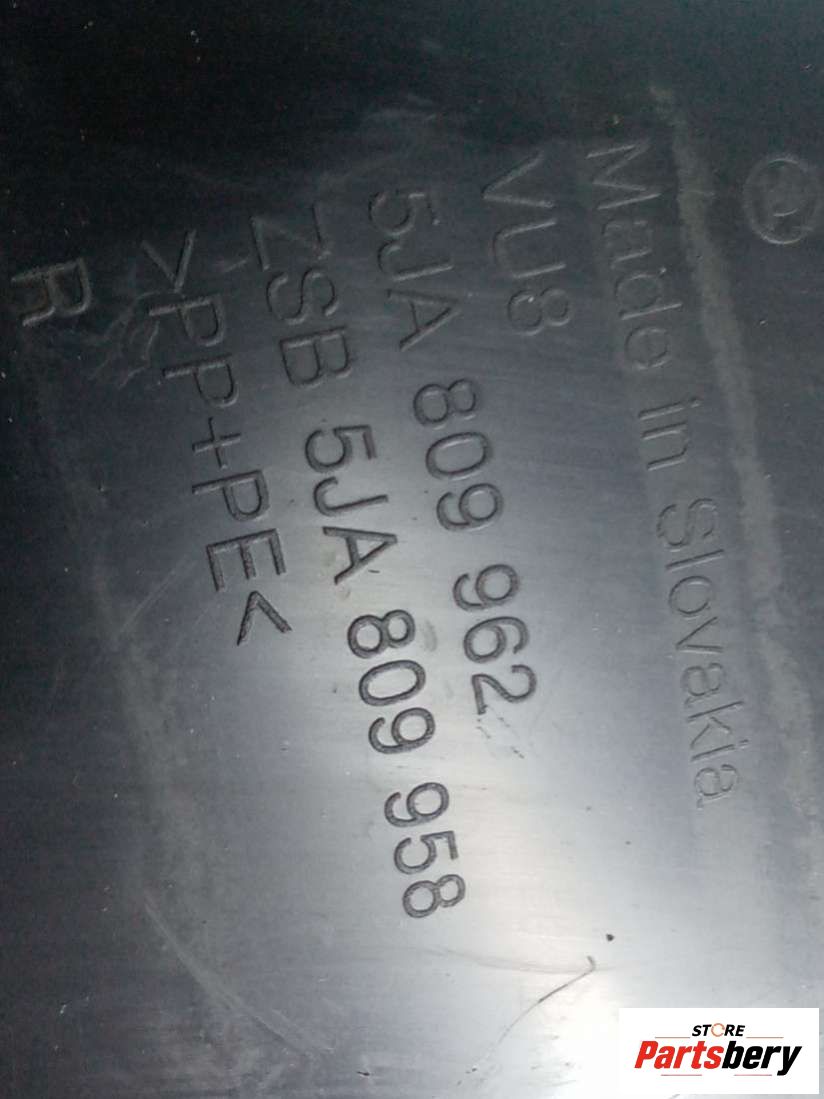 Made in Slovakia
VU8
5JA 809 962
ZSB 5JA 809 958
>PP+PE<
R
STORE
Partsbery